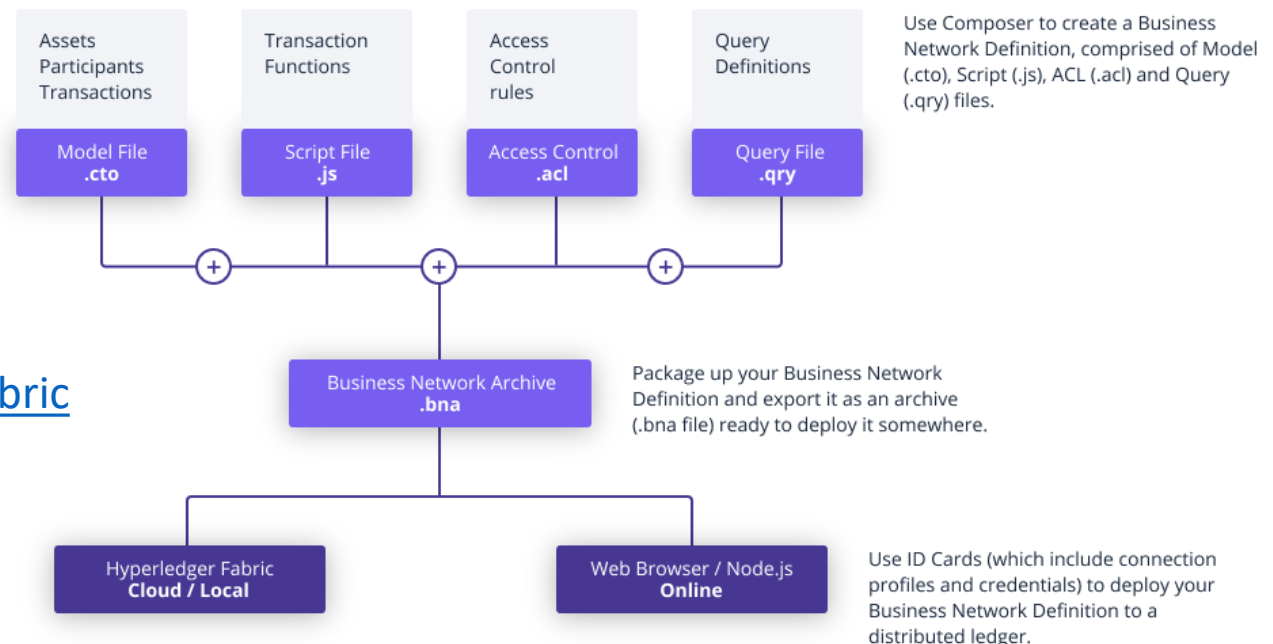 Assets
Participants
Transactions
Model File
.cto
Transaction
Functions
Script File
.js
Access
Control
rules
Access Control
.acl
Query
Definitions
Query File
.qry
Use Composer to create a Business
Network Definition, comprised of Model
(.cto), Script (.js), ACL (.acl) and Query
(.qry) files.
+
+
+
bric
Business Network Archive
.bna
Package up your Business Network
Definition and export it as an archive
(.bna file) ready to deploy it somewhere.
Hyperledger Fabric
Cloud / Local
Web Browser / Node.js
Online
Use ID Cards (which include connection
profiles and credentials) to deploy your
Business Network Definition to a
distributed ledger.